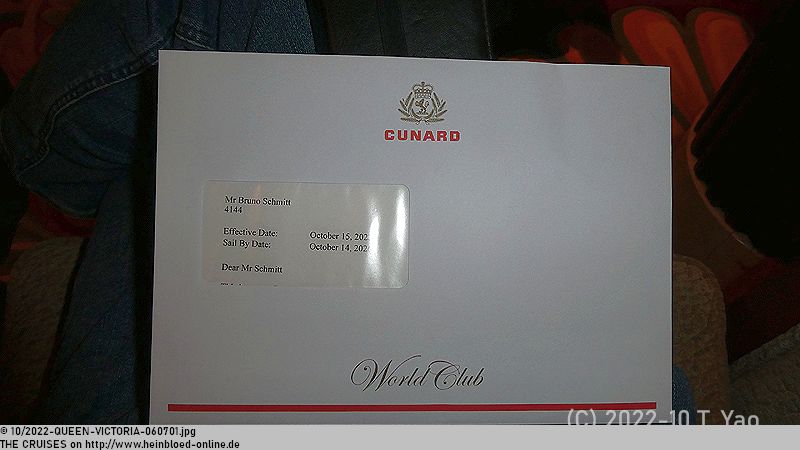 CUNARD
Mr Bruno Schmitt
4144
Effective Date: October 15, 202
Sail By Date: October 14, 202
Dear Mr Schmitt
World Club
(C) 2022-10 T. Yao
© 10/2022-QUEEN-VICTORIA-060701.jpg
THE CRUISES on http://www.heinbloed-online.de